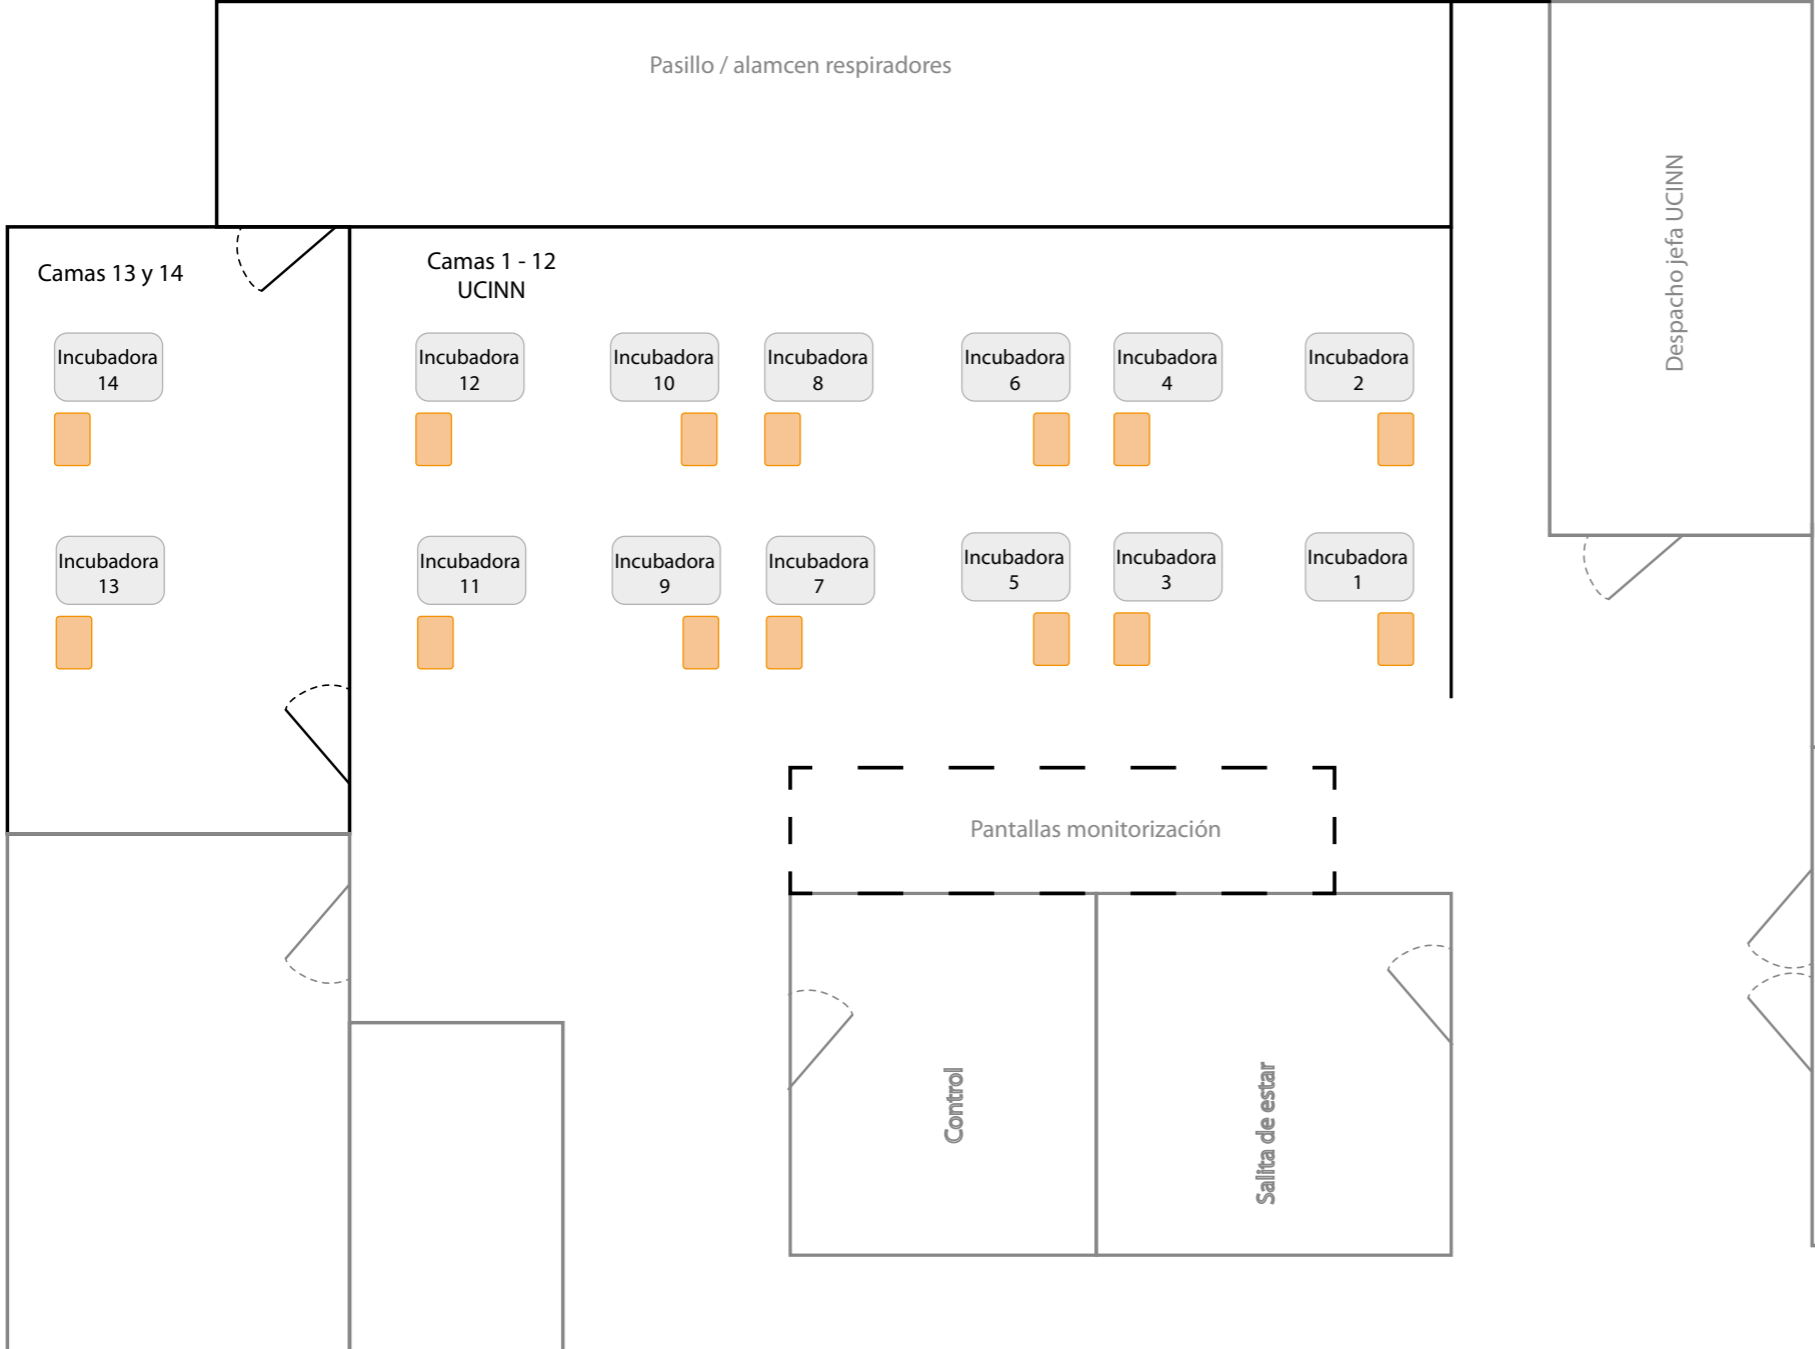 Pasillo / alamcen respiradores
Despacho jefa UCINN
Camas 13 y 14
Camas 1 - 12
UCINN
Incubadora
14
Incubadora
12
Incubadora
10
Incubadora
8
Incubadora
6
Incubadora
4
Incubadora
2
Incubadora
13
Incubadora
11
Incubadora
9
Incubadora
7
Incubadora
5
Incubadora
3
Incubadora
1
Pantallas monitorización
Control
Salita de estar